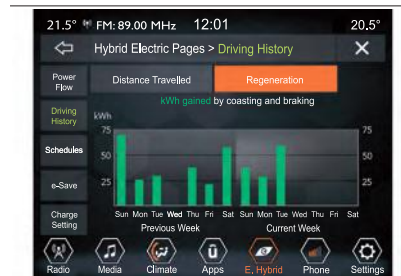 21.5° FM: 89.00 MHz 12:01 20.5°
Hybrid Electric Pages > Driving History X
Power Flow
Distance Travelled Regeneration
kWh gained by coasting and braking
Driving History
kWh
75 75
Schedules
50 50
e-Save
25 25
Charge Setting
Sun Mon Tue Wed Thu Fri Sat Sun Mon Tue Wed Thu Fri Sat
Previous Week Current Week
Radio Media Climate Apps E. Hybrid Phone Settings